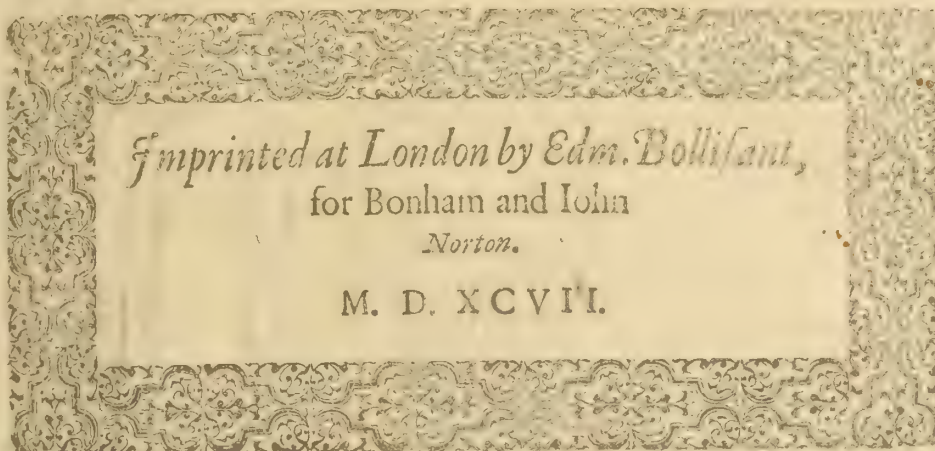 Imprinted at London by Edm. Bollifant,
for Bonham and Iohn
Norton.
M. D. XCVII.